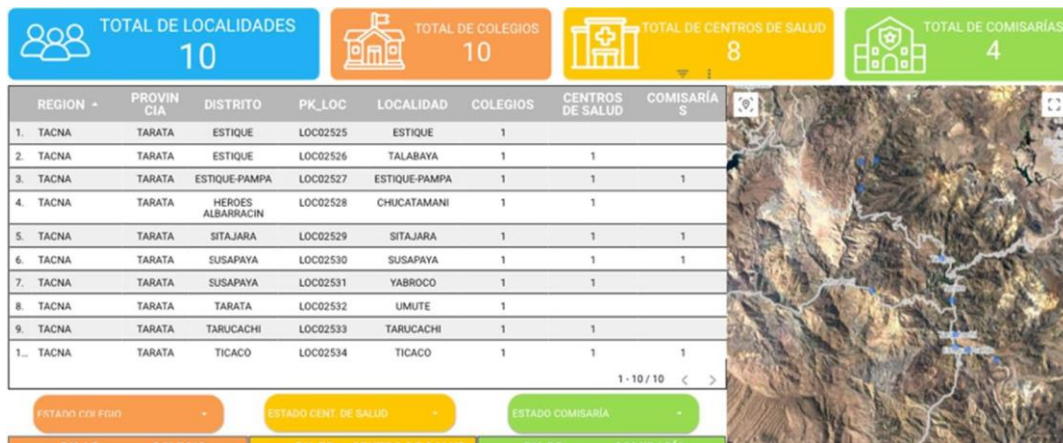 TOTAL DE LOCALIDADES
10
TOTAL DE COLEGIOS
10
TOTAL DE CENTROS DE SALUD
8
TOTAL DE COMISARÍAS
4
REGION PROVIN CIA DISTRITO PK_LOC LOCALIDAD COLEGIOS CENTROS DE SALUD COMISARÍA S
1. TACNA TARATA ESTIQUE LOC02525 ESTIQUE 1
2. TACNA TARATA ESTIQUE LOC02526 TALABAYA 1 1
3. TACNA TARATA ESTIQUE-PAMPA LOC02527 ESTIQUE-PAMPA 1 1 1
4. TACNA TARATA HEROES ALBARRACIN LOC02528 CHUCATAMANI 1 1
5. TACNA TARATA SITAJARA LOC02529 SITAJARA 1 1 1
6. TACNA TARATA SUSAPAYA LOC02530 SUSAPAYA 1 1 1
7. TACNA TARATA SUSAPAYA LOC02531 YABROCO 1 1
8. TACNA TARATA TARATA LOC02532 UMUTE 1
9. TACNA TARATA TARUCACHI LOC02533 TARUCACHI 1 1
1... TACNA TARATA TICACO LOC02534 TICACO 1 1 1
1 - 10 / 10
ESTADO COLEGIO
ESTADO CENT. DE SALUD
ESTADO COMISARÍA